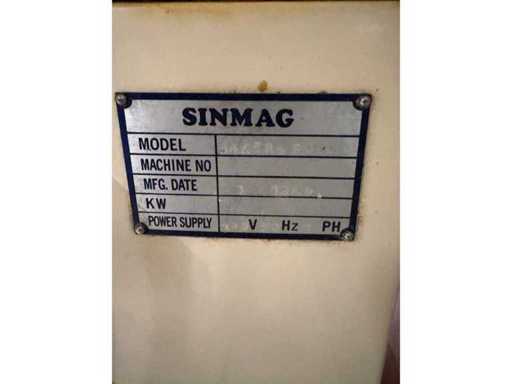 SINMAG
MODEL
MACHINE NO
MFG. DATE
KW
POWER SUPPLY V Hz PH